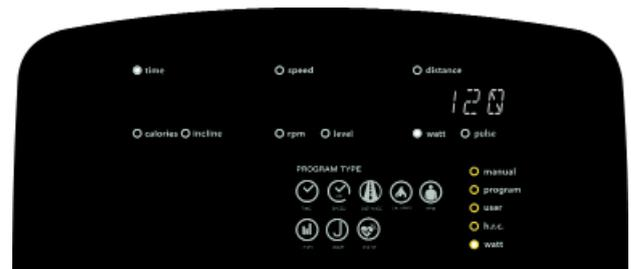 time speed distance
120
calories incline rpm level watt pulse
PROGRAM TYPE
manual
program
user
h.r.c.
watt